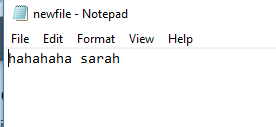 newfile - Notepad
File Edit Format View Help
hahahaha sarah